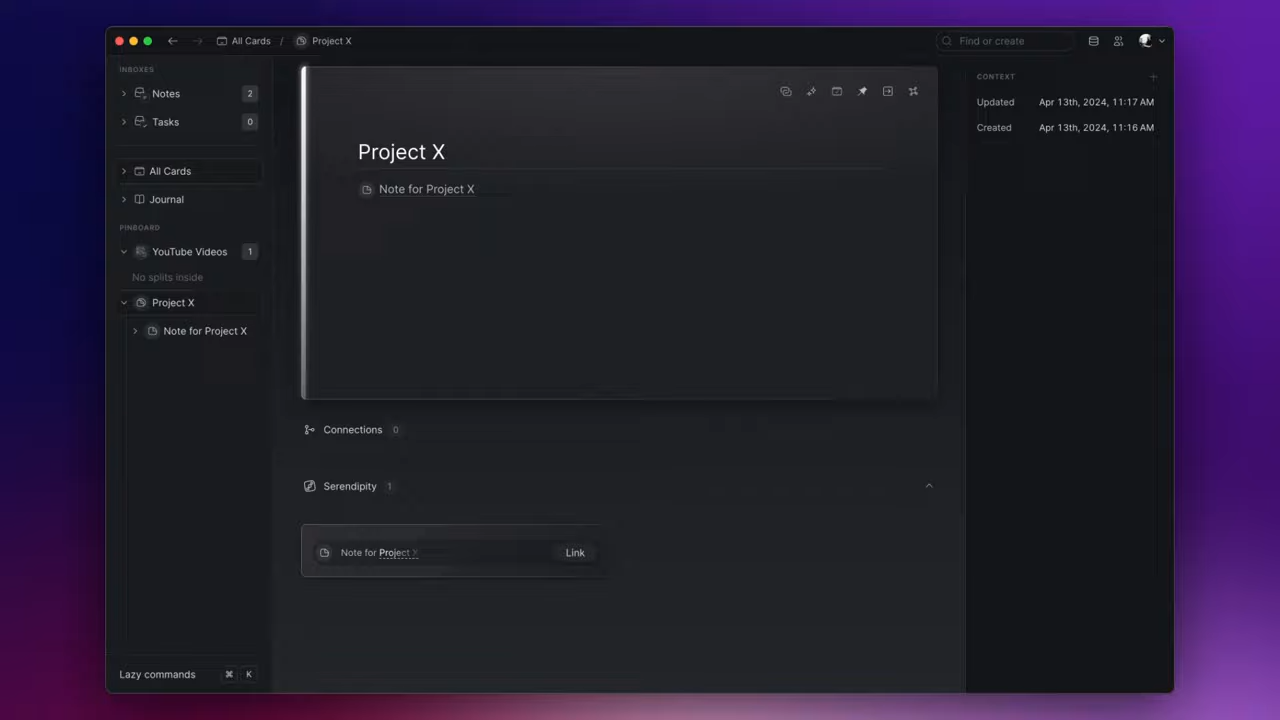 All Cards / Project X
Find or create
INBOXES
Notes 2
Tasks 0
All Cards
Journal
PINBOARD
YouTube Videos 1
No splits inside
Project X
Note for Project X
Lazy commands ⌘ K
Project X
Note for Project X
Connections 0
Serendipity 1
Note for Project X Link
CONTEXT
Updated Apr 13th, 2024, 11:17 AM
Created Apr 13th, 2024, 11:16 AM